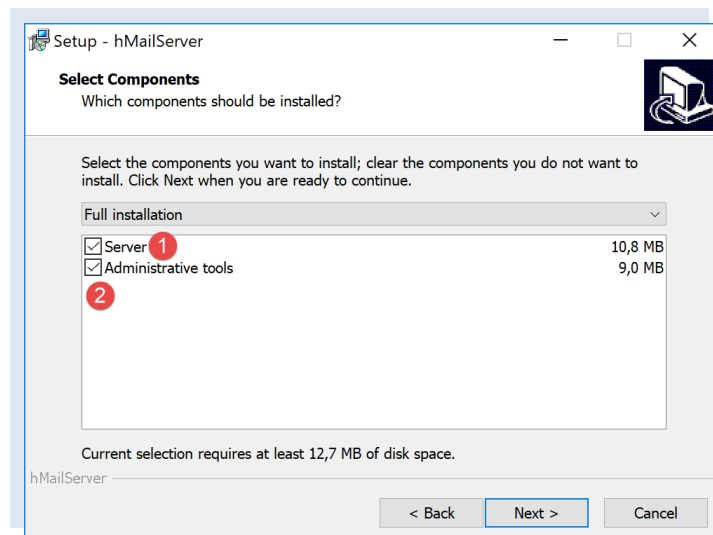 Setup - hMailServer
Select Components
Which components should be installed?
Select the components you want to install; clear the components you do not want to
install. Click Next when you are ready to continue.
Full installation
Server 1 10,8 MB
Administrative tools 9,0 MB
2
Current selection requires at least 12,7 MB of disk space.
hMailServer
< Back Next > Cancel